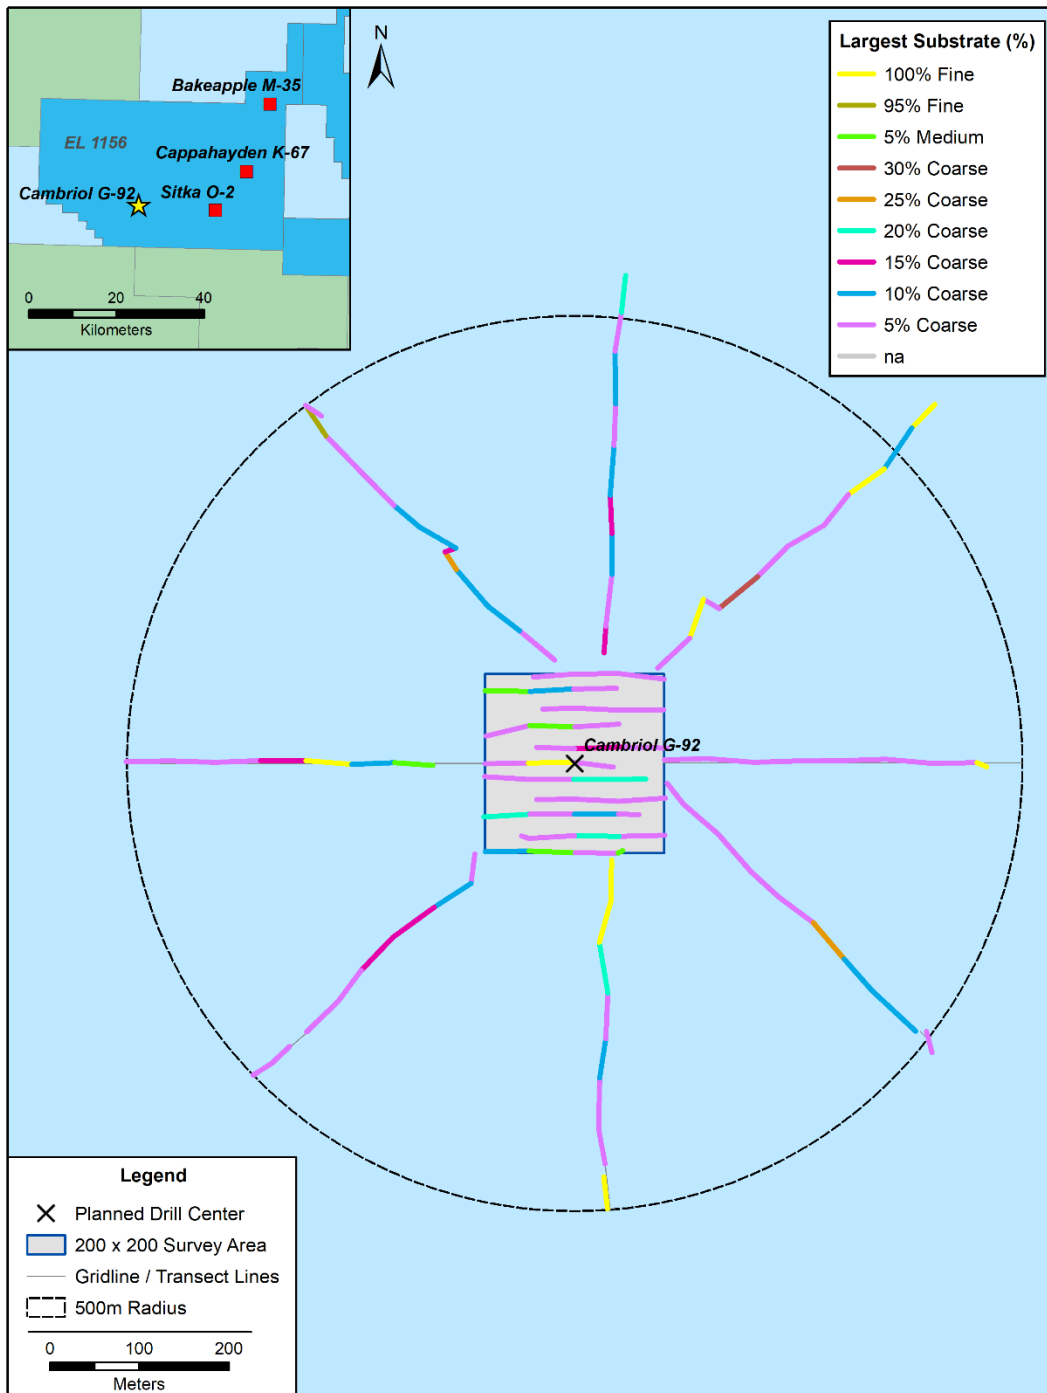 Bakeapple M-35
EL 1156
Cappahayden K-67
Cambriol G-92
Sitka O-2
0 20 40
Kilometers
N
Largest Substrate (%)
100% Fine
95% Fine
5% Medium
30% Coarse
25% Coarse
20% Coarse
15% Coarse
10% Coarse
5% Coarse
na
Cambriol G-92
Legend
Planned Drill Center
200 x 200 Survey Area
Gridline / Transect Lines
500m Radius
0 100 200
Meters